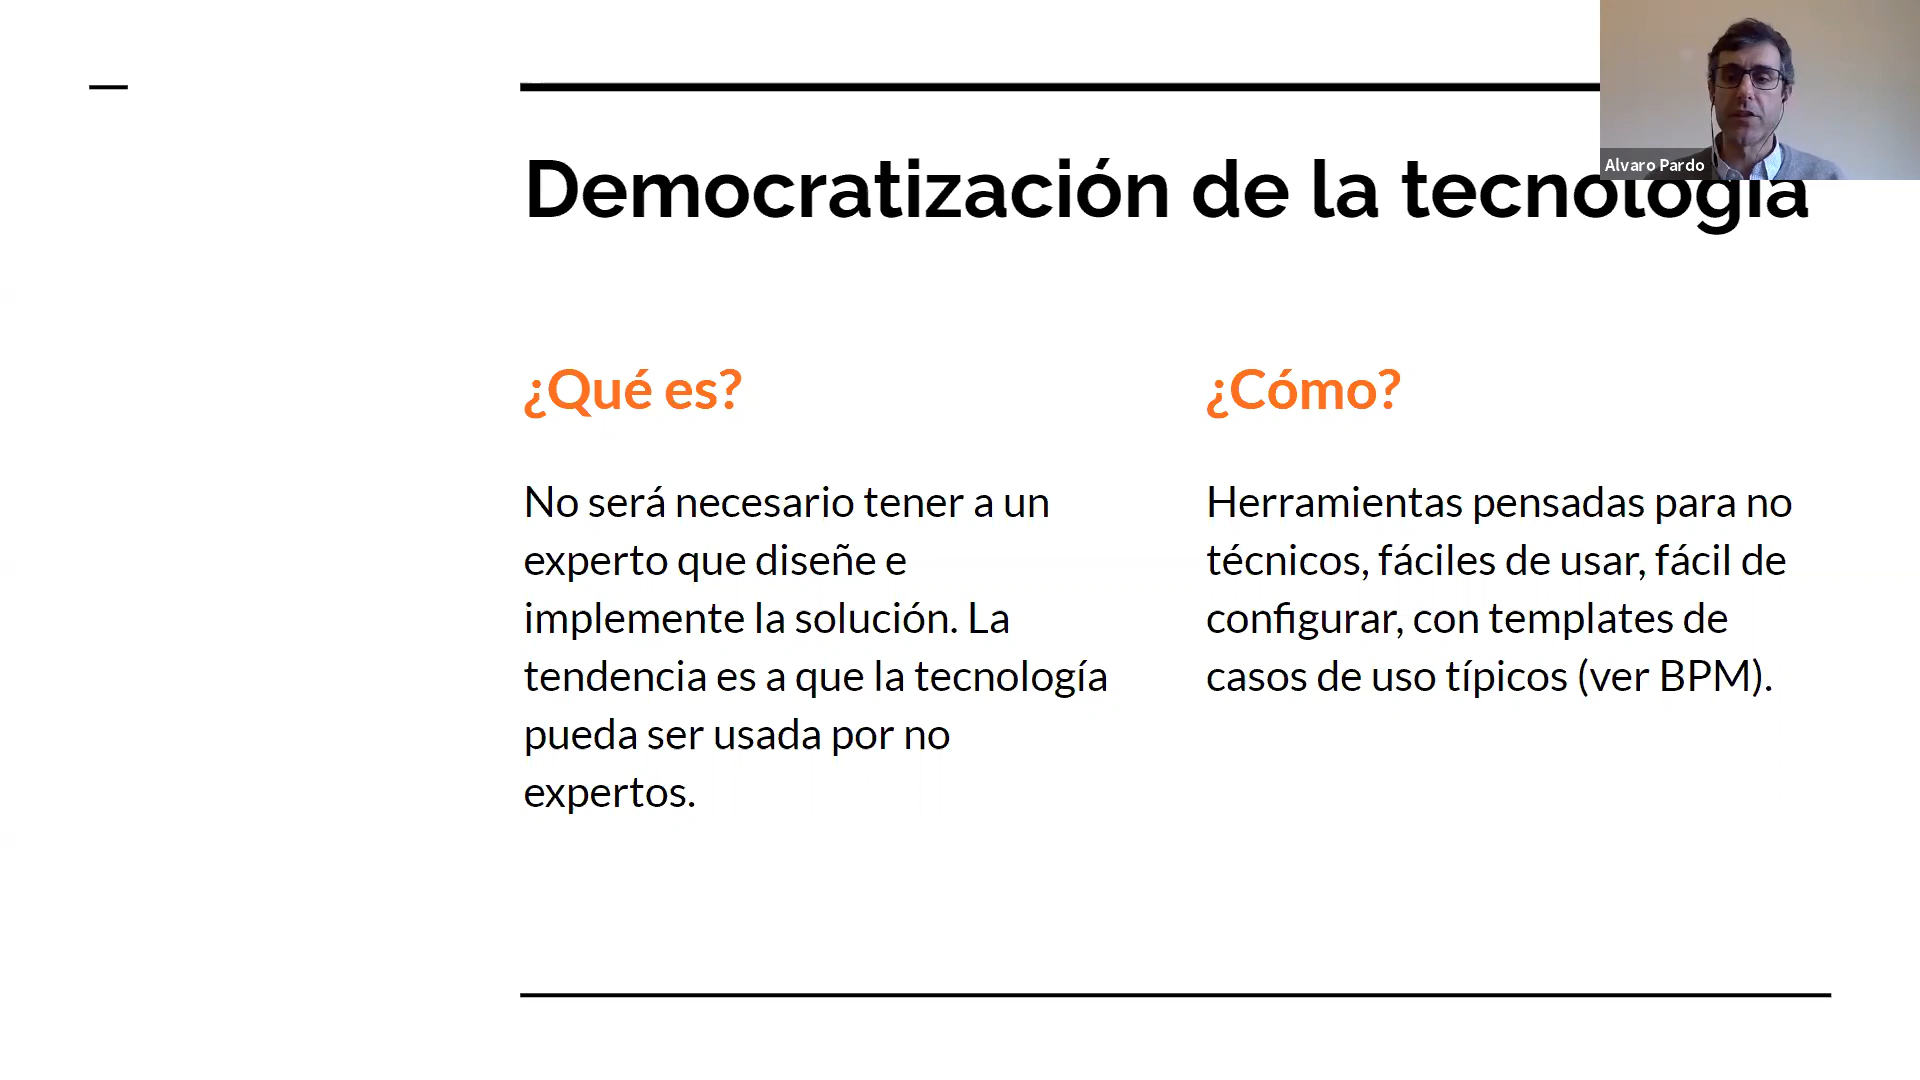 Alvaro Pardo
Democratización de la tecnología
¿Qué es?
No será necesario tener a un
experto que diseñe e
implemente la solución. La
tendencia es a que la tecnología
pueda ser usada por no
expertos.
¿Cómo?
Herramientas pensadas para no
técnicos, fáciles de usar, fácil de
configurar, con templates de
casos de uso típicos (ver BPM).